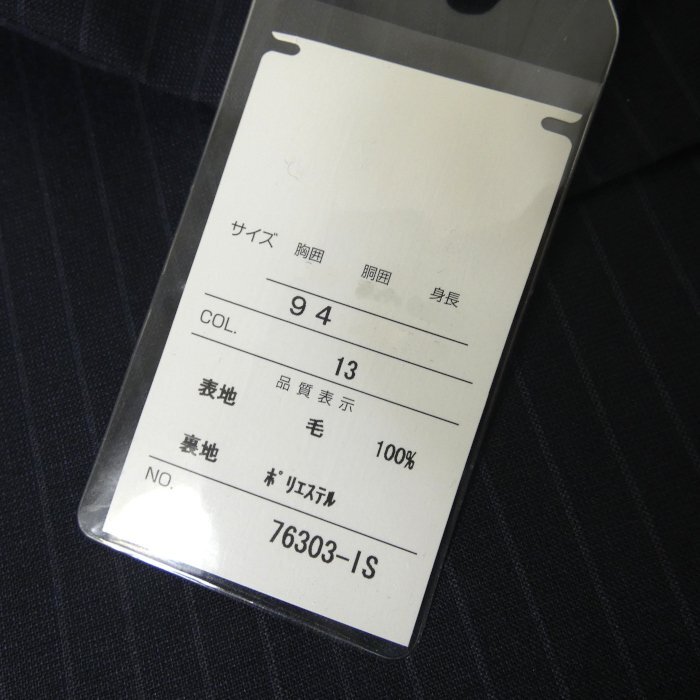 サイズ 胸囲 胴囲 身長
94
COL. 13
品質表示
表地 毛 100%
裏地 ポリエステル
NO. 76303-IS